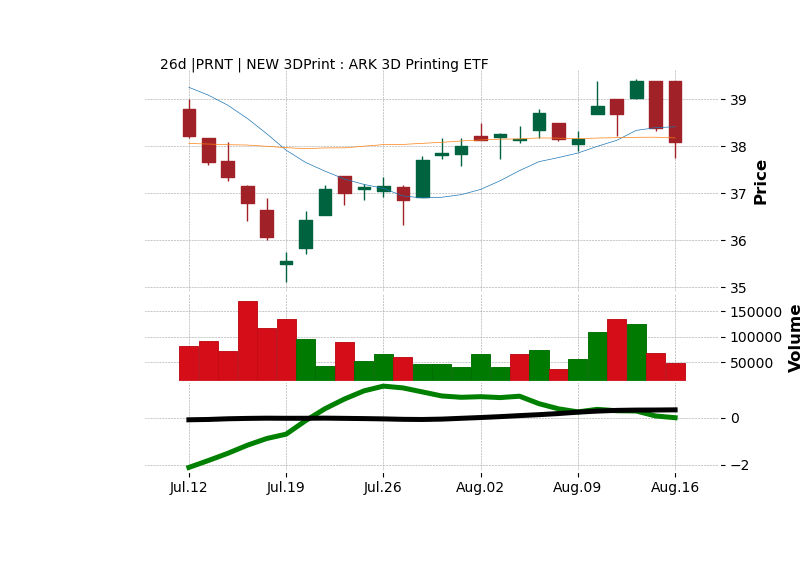 26d |PRNT | NEW 3DPrint : ARK 3D Printing ETF
39
38
37
36
35
Price
150000
100000
50000
Volume
0
−2
Jul.12 Jul.19 Jul.26 Aug.02 Aug.09 Aug.16